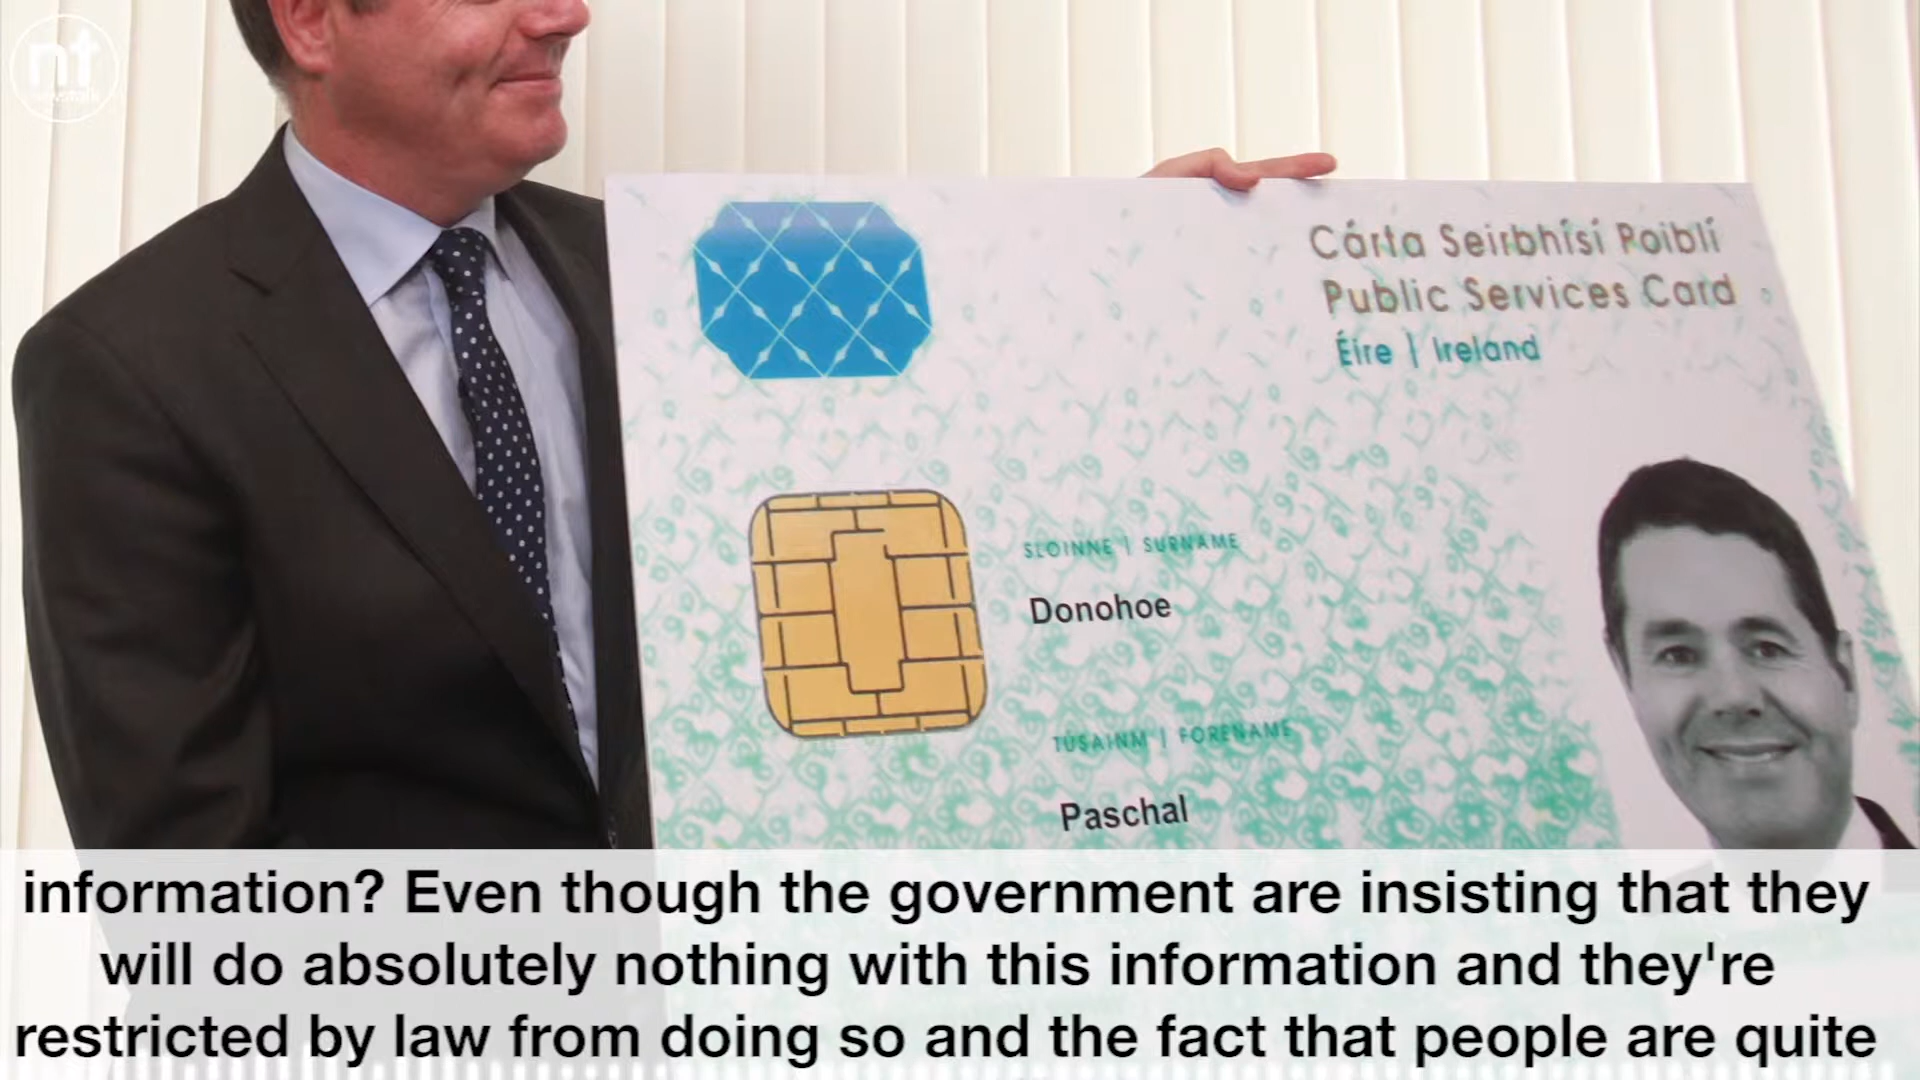 nt
newstalk
Cárta Seirbhísí Poiblí
Public Services Card
Éire | Ireland
SLOINNE | SURNAME
Donohoe
TÚSAINM | FORENAME
Paschal
information? Even though the government are insisting that they
will do absolutely nothing with this information and they're
restricted by law from doing so and the fact that people are quite